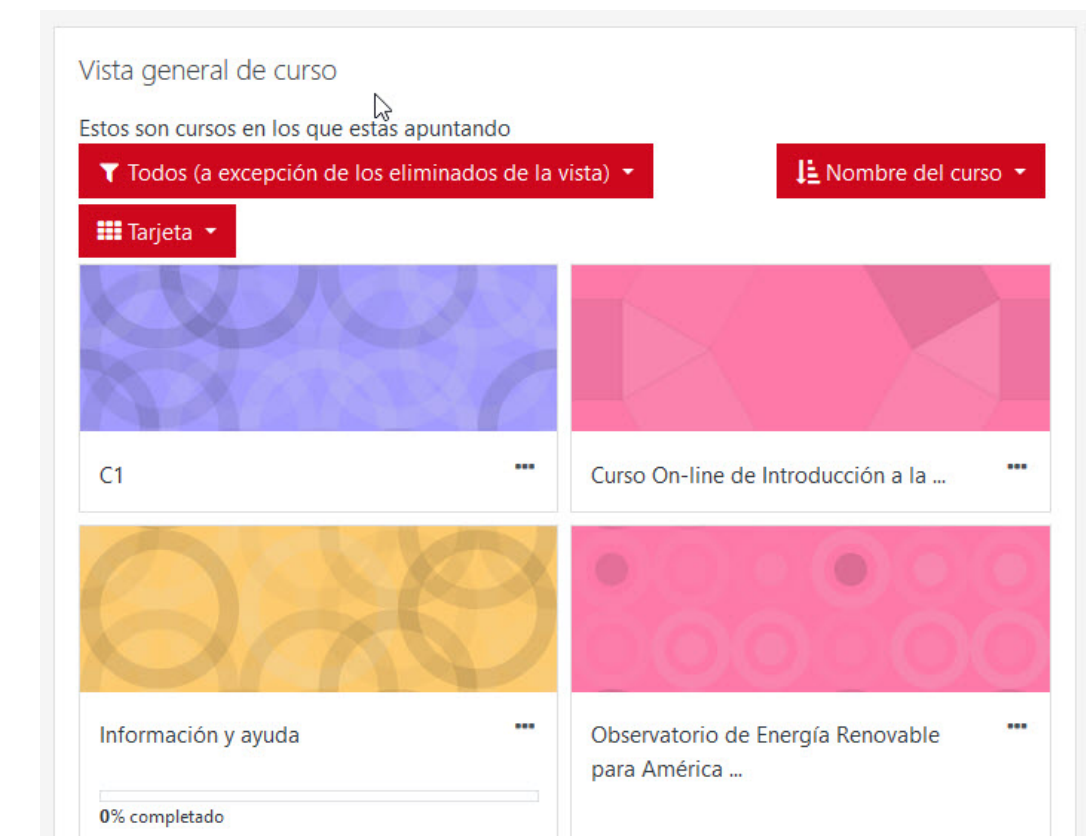 Vista general de curso
Estos son cursos en los que estás apuntando
Todos (a excepción de los eliminados de la vista)
Nombre del curso
Tarjeta
C1
Curso On-line de Introducción a la ...
Información y ayuda
0% completado
Observatorio de Energía Renovable
para América ...